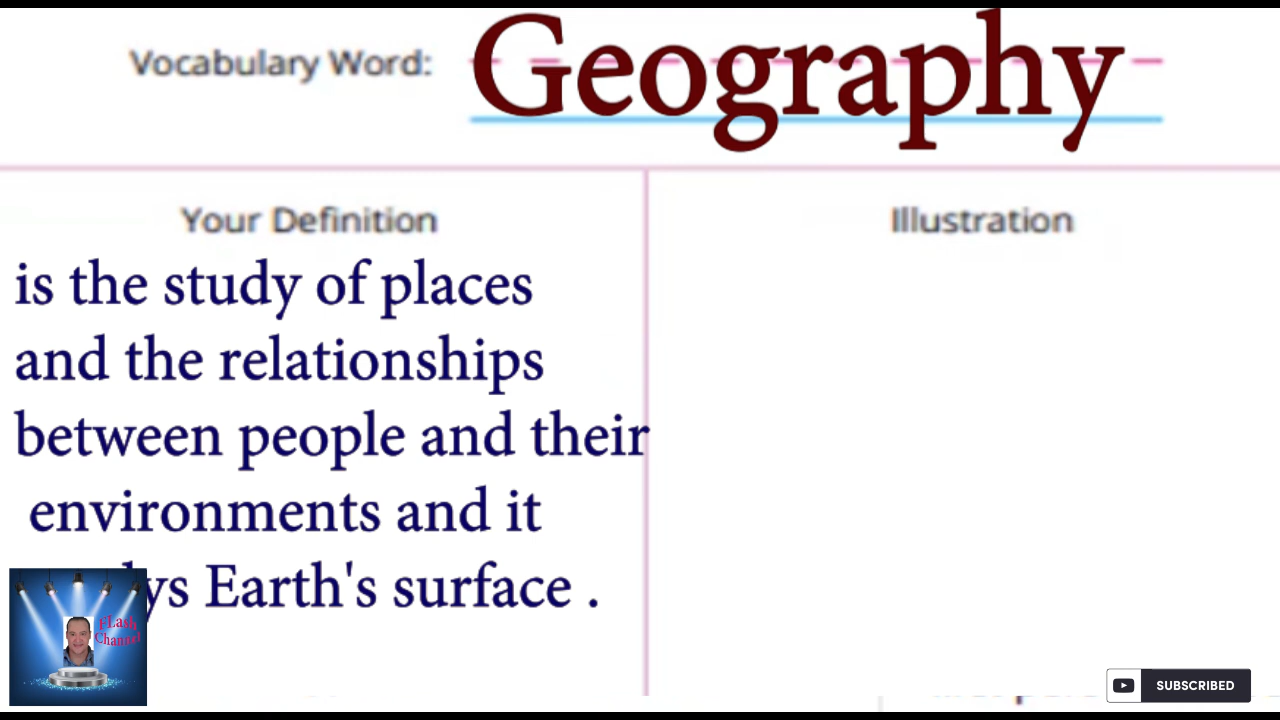 Vocabulary Word: Geography
Your Definition
Illustration
is the study of places
and the relationships
between people and their
environments and it
Earth's surface .
FLash
Channel
SUBSCRIBED